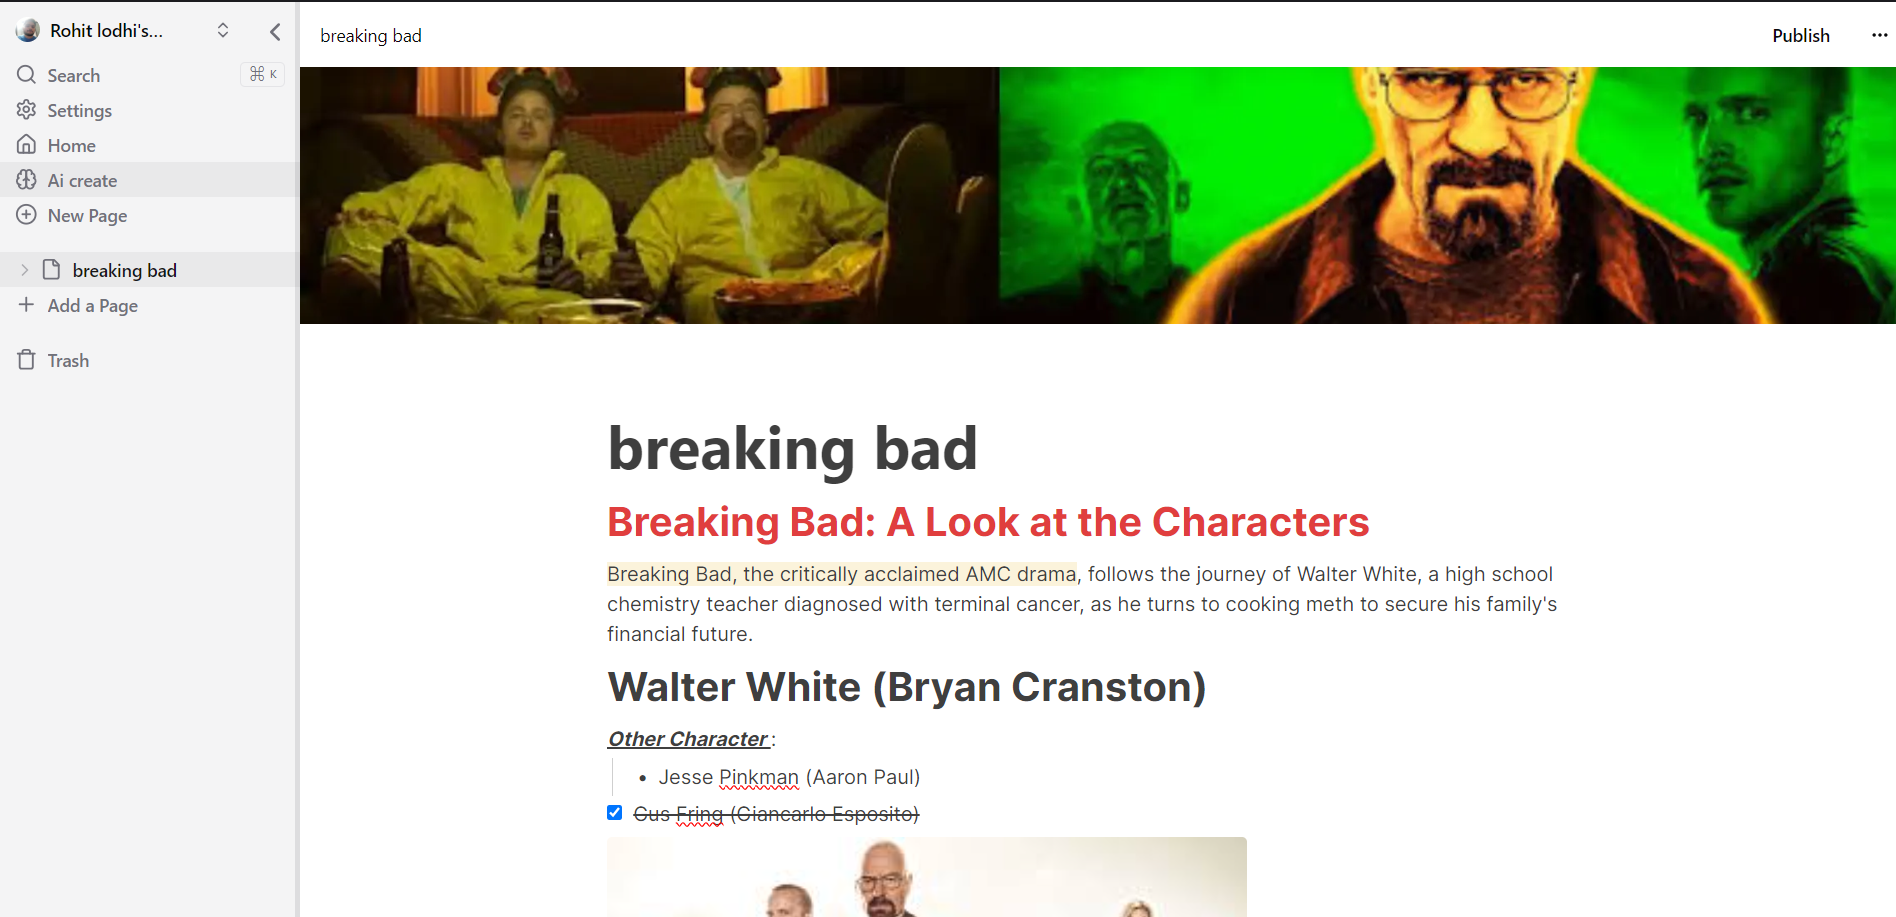 Rohit lodhi's...
Search
⌘ K
Settings
Home
Ai create
New Page
breaking bad
Add a Page
Trash
breaking bad
Publish
breaking bad
Breaking Bad: A Look at the Characters
Breaking Bad, the critically acclaimed AMC drama, follows the journey of Walter White, a high school
chemistry teacher diagnosed with terminal cancer, as he turns to cooking meth to secure his family's
financial future.
Walter White (Bryan Cranston)
Other Character :
• Jesse Pinkman (Aaron Paul)
Gus Fring (Giancarlo Esposito)